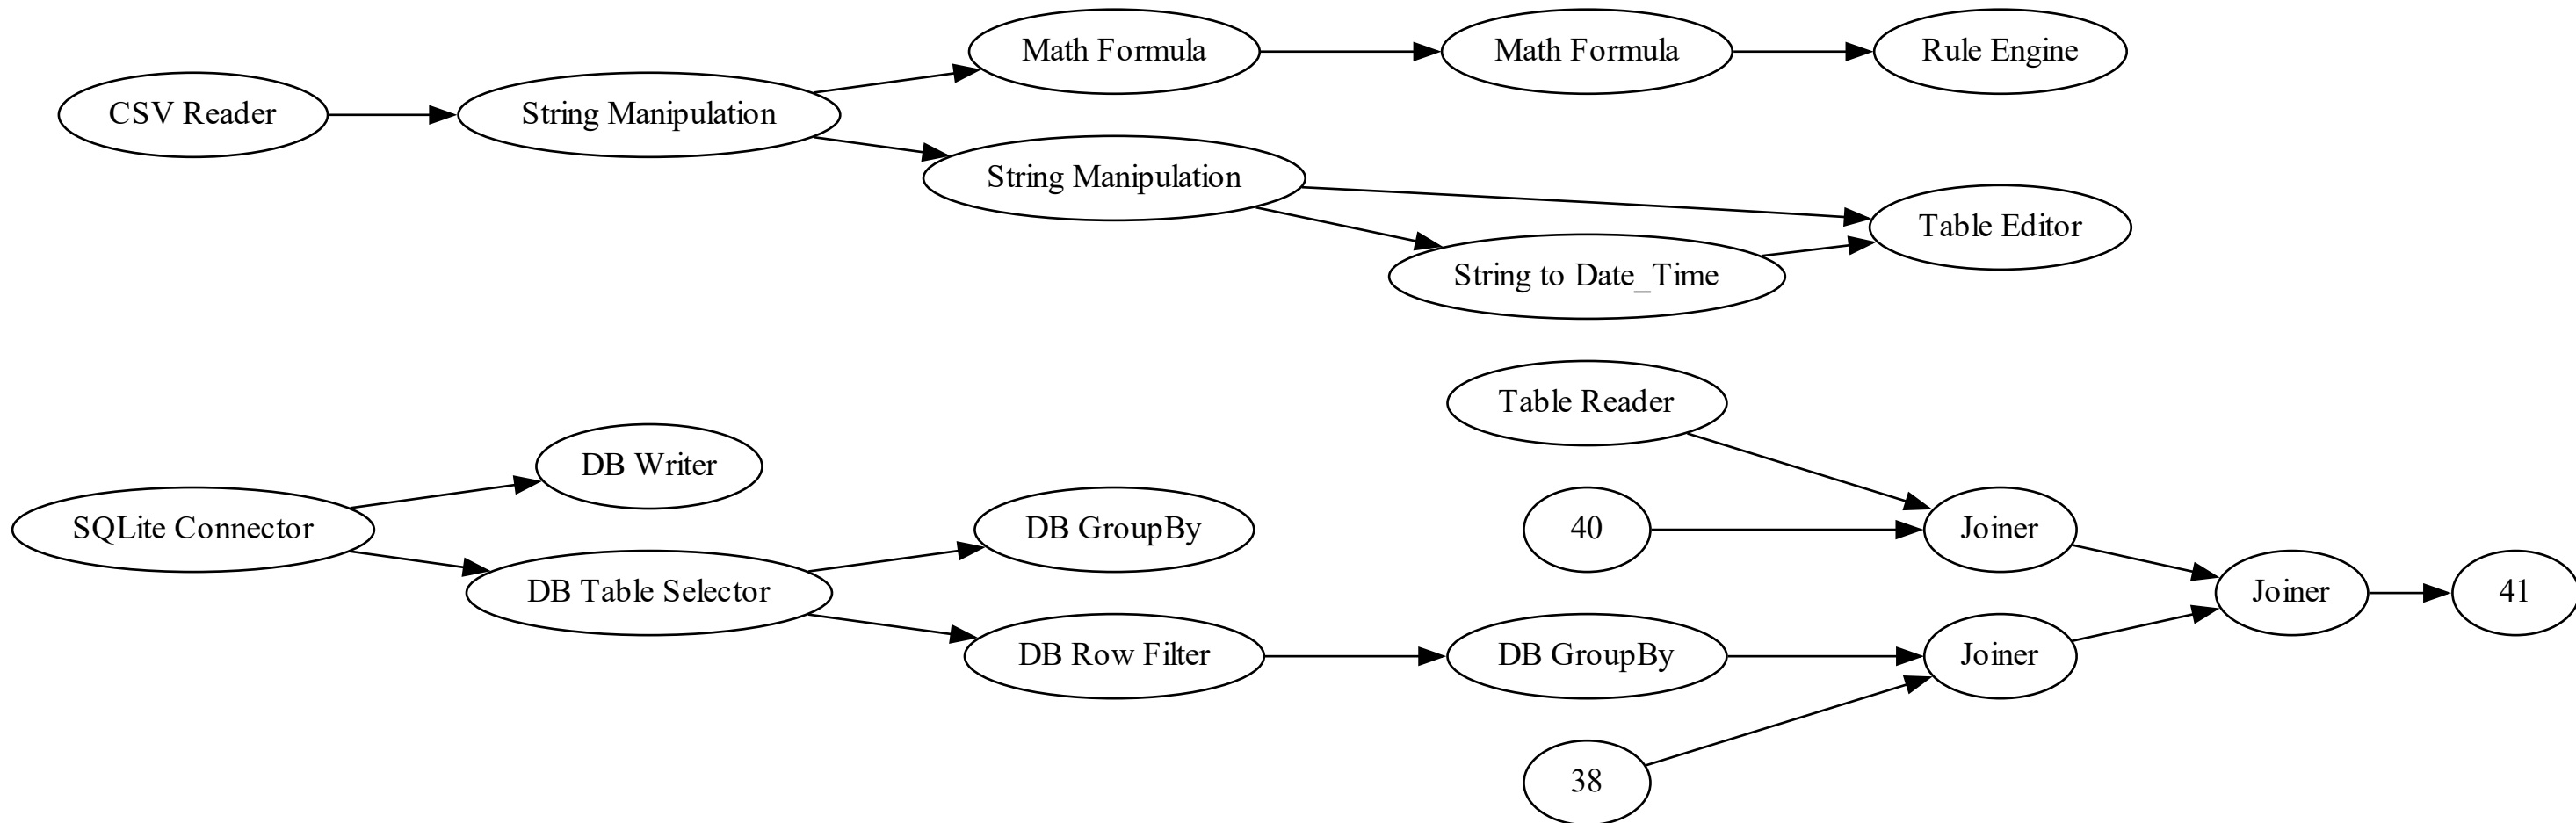 Math Formula
Math Formula
Rule Engine
CSV Reader
String Manipulation
String Manipulation
Table Editor
String to Date_Time
Table Reader
DB Writer
SQLite Connector
DB GroupBy
40
Joiner
DB Table Selector
Joiner
41
DB Row Filter
DB GroupBy
Joiner
38